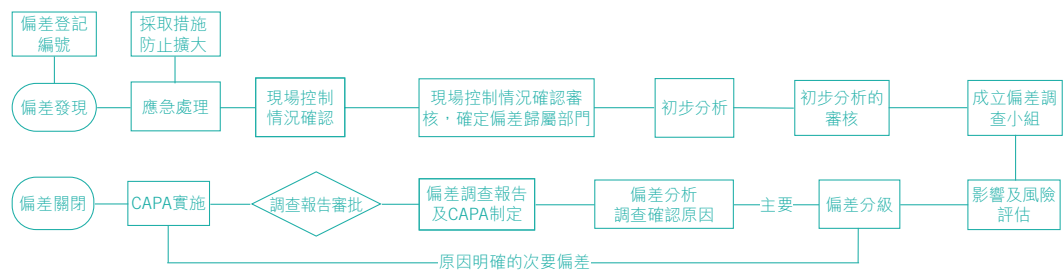 偏差登記
編號
採取措施
防止擴大
偏差發現
應急處理
現場控制
情況確認
現場控制情況確認審
核，確定偏差歸屬部門
初步分析
初步分析的
審核
成立偏差調
查小組
偏差關閉
CAPA實施
調查報告審批
偏差調查報告
及CAPA制定
偏差分析
調查確認原因
主要
偏差分級
影響及風險
評估
原因明確的次要偏差